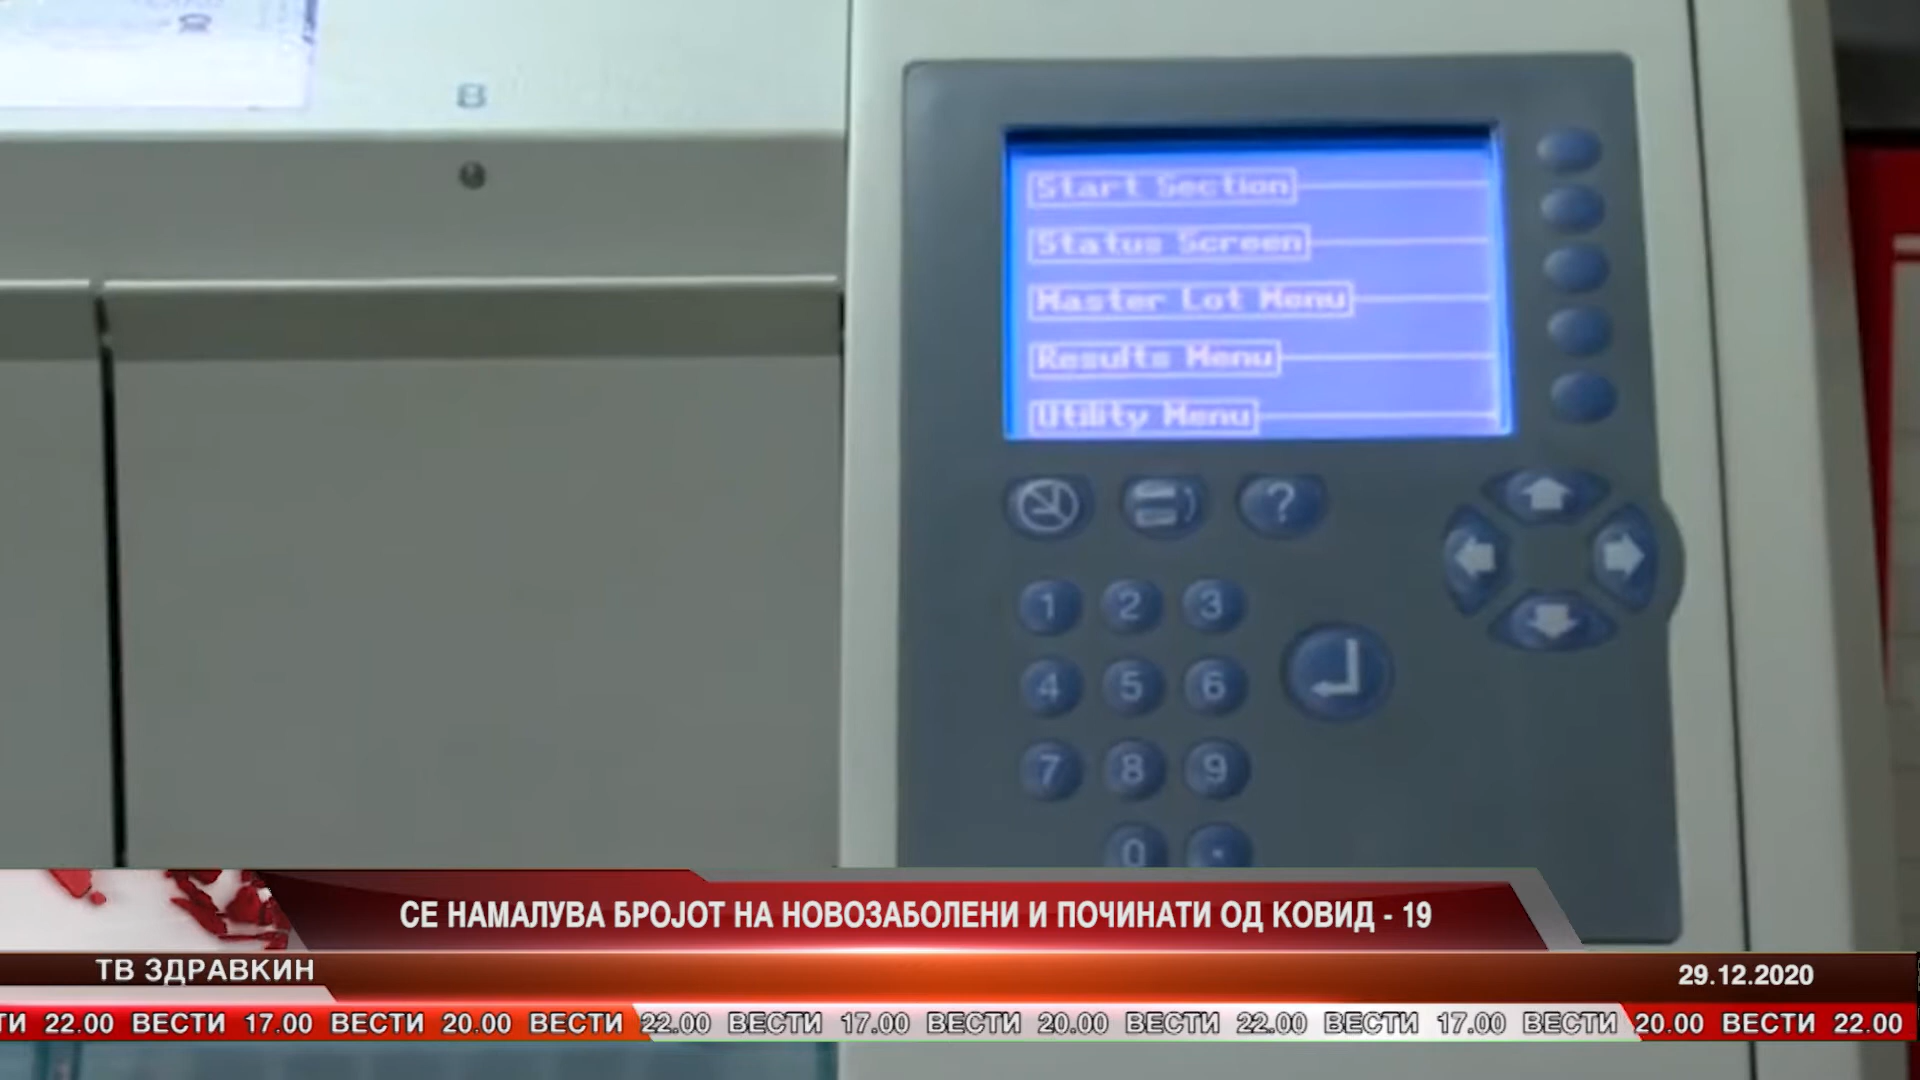 B
Start Section
Status Screen
Master Lot Menu
Results Menu
Utility Menu
?
1 2 3
4 5 6
7 8 9
0 .
СЕ НАМАЛУВА БРОЈОТ НА НОВОЗАБОЛЕНИ И ПОЧИНАТИ ОД КОВИД - 19
ТВ ЗДРАВКИН
29.12.2020
ТИ 22.00 ВЕСТИ 17.00 ВЕСТИ 20.00 ВЕСТИ 22.00 ВЕСТИ 17.00 ВЕСТИ 20.00 ВЕСТИ 22.00 ВЕСТИ 17.00 ВЕСТИ 20.00 ВЕСТИ 22.00